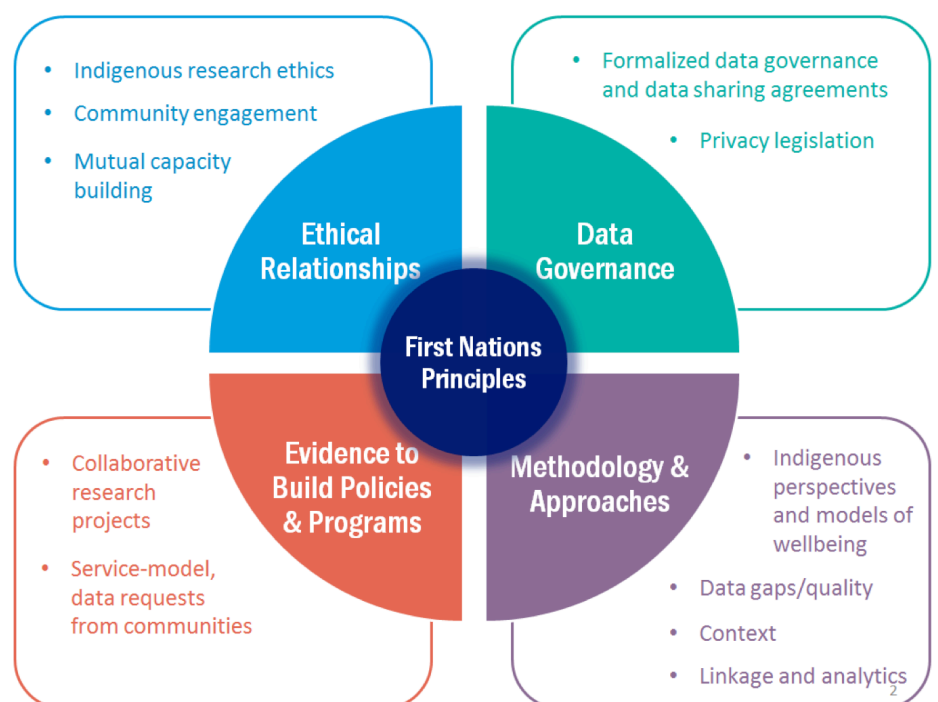 • Indigenous research ethics
• Community engagement
• Mutual capacity
building
• Formalized data governance
and data sharing agreements
• Privacy legislation
Ethical
Relationships
Data
Governance
First Nations
Principles
Evidence to
Build Policies
& Programs
Methodology &
Approaches
• Collaborative
research
projects
• Service-model,
data requests
from communities
• Indigenous
perspectives
and models of
wellbeing
• Data gaps/quality
• Context
• Linkage and analytics
2